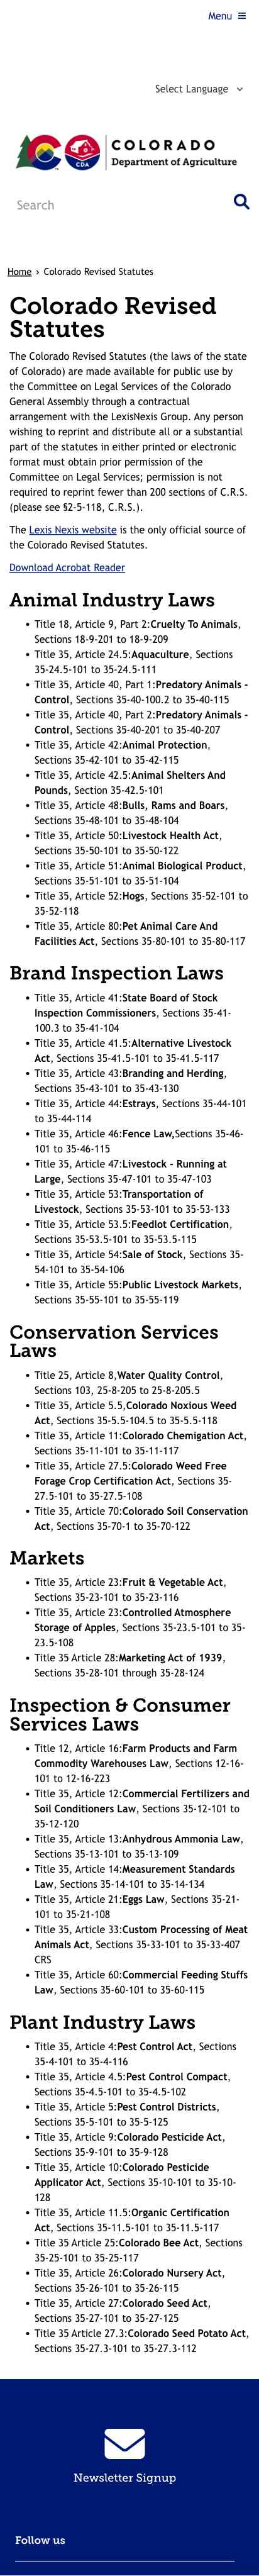 Menu
Select Language
COLORADO
Department of Agriculture
CDA
Search
Home › Colorado Revised Statutes
Colorado Revised
Statutes
The Colorado Revised Statutes (the laws of the state
of Colorado) are made available for public use by
the Committee on Legal Services of the Colorado
General Assembly through a contractual
arrangement with the LexisNexis Group. Any person
wishing to reprint and distribute all or a substantial
part of the statutes in either printed or electronic
format must obtain prior permission of the
Committee on Legal Services; permission is not
required to reprint fewer than 200 sections of C.R.S.
(please see §2-5-118, C.R.S.).
The Lexis Nexis website is the only official source of
the Colorado Revised Statutes.
Download Acrobat Reader
Animal Industry Laws
• Title 18, Article 9, Part 2:Cruelty To Animals,
Sections 18-9-201 to 18-9-209
• Title 35, Article 24.5:Aquaculture, Sections
35-24.5-101 to 35-24.5-111
• Title 35, Article 40, Part 1:Predatory Animals -
Control, Sections 35-40-100.2 to 35-40-115
• Title 35, Article 40, Part 2:Predatory Animals -
Control, Sections 35-40-201 to 35-40-207
• Title 35, Article 42:Animal Protection,
Sections 35-42-101 to 35-42-115
• Title 35, Article 42.5:Animal Shelters And
Pounds, Section 35-42.5-101
• Title 35, Article 48:Bulls, Rams and Boars,
Sections 35-48-101 to 35-48-104
• Title 35, Article 50:Livestock Health Act,
Sections 35-50-101 to 35-50-122
• Title 35, Article 51:Animal Biological Product,
Sections 35-51-101 to 35-51-104
• Title 35, Article 52:Hogs, Sections 35-52-101 to
35-52-118
• Title 35, Article 80:Pet Animal Care And
Facilities Act, Sections 35-80-101 to 35-80-117
Brand Inspection Laws
• Title 35, Article 41:State Board of Stock
Inspection Commissioners, Sections 35-41-
100.3 to 35-41-104
• Title 35, Article 41.5:Alternative Livestock
Act, Sections 35-41.5-101 to 35-41.5-117
• Title 35, Article 43:Branding and Herding,
Sections 35-43-101 to 35-43-130
• Title 35, Article 44:Estrays, Sections 35-44-101
to 35-44-114
• Title 35, Article 46:Fence Law,Sections 35-46-
101 to 35-46-115
• Title 35, Article 47:Livestock - Running at
Large, Sections 35-47-101 to 35-47-103
• Title 35, Article 53:Transportation of
Livestock, Sections 35-53-101 to 35-53-133
• Title 35, Article 53.5:Feedlot Certification,
Sections 35-53.5-101 to 35-53.5-115
• Title 35, Article 54:Sale of Stock, Sections 35-
54-101 to 35-54-106
• Title 35, Article 55:Public Livestock Markets,
Sections 35-55-101 to 35-55-119
Conservation Services
Laws
• Title 25, Article 8,Water Quality Control,
Sections 103, 25-8-205 to 25-8-205.5
• Title 35, Article 5.5,Colorado Noxious Weed
Act, Sections 35-5.5-104.5 to 35-5.5-118
• Title 35, Article 11:Colorado Chemigation Act,
Sections 35-11-101 to 35-11-117
• Title 35, Article 27.5:Colorado Weed Free
Forage Crop Certification Act, Sections 35-
27.5-101 to 35-27.5-108
• Title 35, Article 70:Colorado Soil Conservation
Act, Sections 35-70-1 to 35-70-122
Markets
• Title 35, Article 23:Fruit & Vegetable Act,
Sections 35-23-101 to 35-23-116
• Title 35, Article 23:Controlled Atmosphere
Storage of Apples, Sections 35-23.5-101 to 35-
23.5-108
• Title 35 Article 28:Marketing Act of 1939,
Sections 35-28-101 through 35-28-124
Inspection & Consumer
Services Laws
• Title 12, Article 16:Farm Products and Farm
Commodity Warehouses Law, Sections 12-16-
101 to 12-16-223
• Title 35, Article 12:Commercial Fertilizers and
Soil Conditioners Law, Sections 35-12-101 to
35-12-120
• Title 35, Article 13:Anhydrous Ammonia Law,
Sections 35-13-101 to 35-13-109
• Title 35, Article 14:Measurement Standards
Law, Sections 35-14-101 to 35-14-134
• Title 35, Article 21:Eggs Law, Sections 35-21-
101 to 35-21-108
• Title 35, Article 33:Custom Processing of Meat
Animals Act, Sections 35-33-101 to 35-33-407
CRS
• Title 35, Article 60:Commercial Feeding Stuffs
Law, Sections 35-60-101 to 35-60-115
Plant Industry Laws
• Title 35, Article 4:Pest Control Act, Sections
35-4-101 to 35-4-116
• Title 35, Article 4.5:Pest Control Compact,
Sections 35-4.5-101 to 35-4.5-102
• Title 35, Article 5:Pest Control Districts,
Sections 35-5-101 to 35-5-125
• Title 35, Article 9:Colorado Pesticide Act,
Sections 35-9-101 to 35-9-128
• Title 35, Article 10:Colorado Pesticide
Applicator Act, Sections 35-10-101 to 35-10-
128
• Title 35, Article 11.5:Organic Certification
Act, Sections 35-11.5-101 to 35-11.5-117
• Title 35 Article 25:Colorado Bee Act, Sections
35-25-101 to 35-25-117
• Title 35, Article 26:Colorado Nursery Act,
Sections 35-26-101 to 35-26-115
• Title 35, Article 27:Colorado Seed Act,
Sections 35-27-101 to 35-27-125
• Title 35 Article 27.3:Colorado Seed Potato Act,
Sections 35-27.3-101 to 35-27.3-112
Newsletter Signup
Follow us